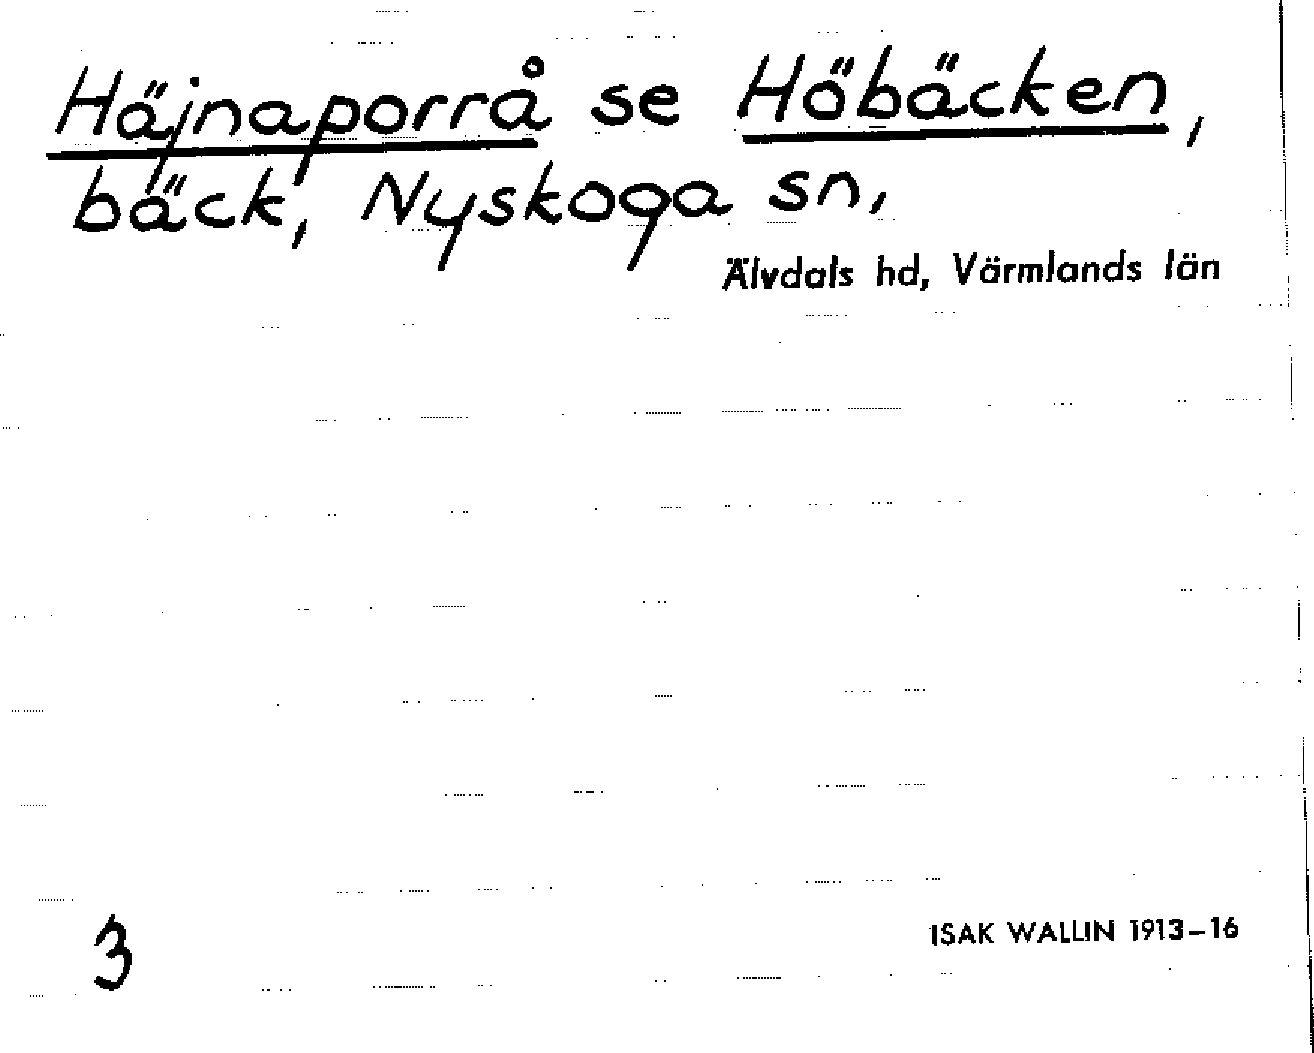 Häjnaporrå se Höbäcken,
bäck, Nyskoga sn,
Älvdals hd, Värmlands län
3
ISAK WALLIN 1913-16